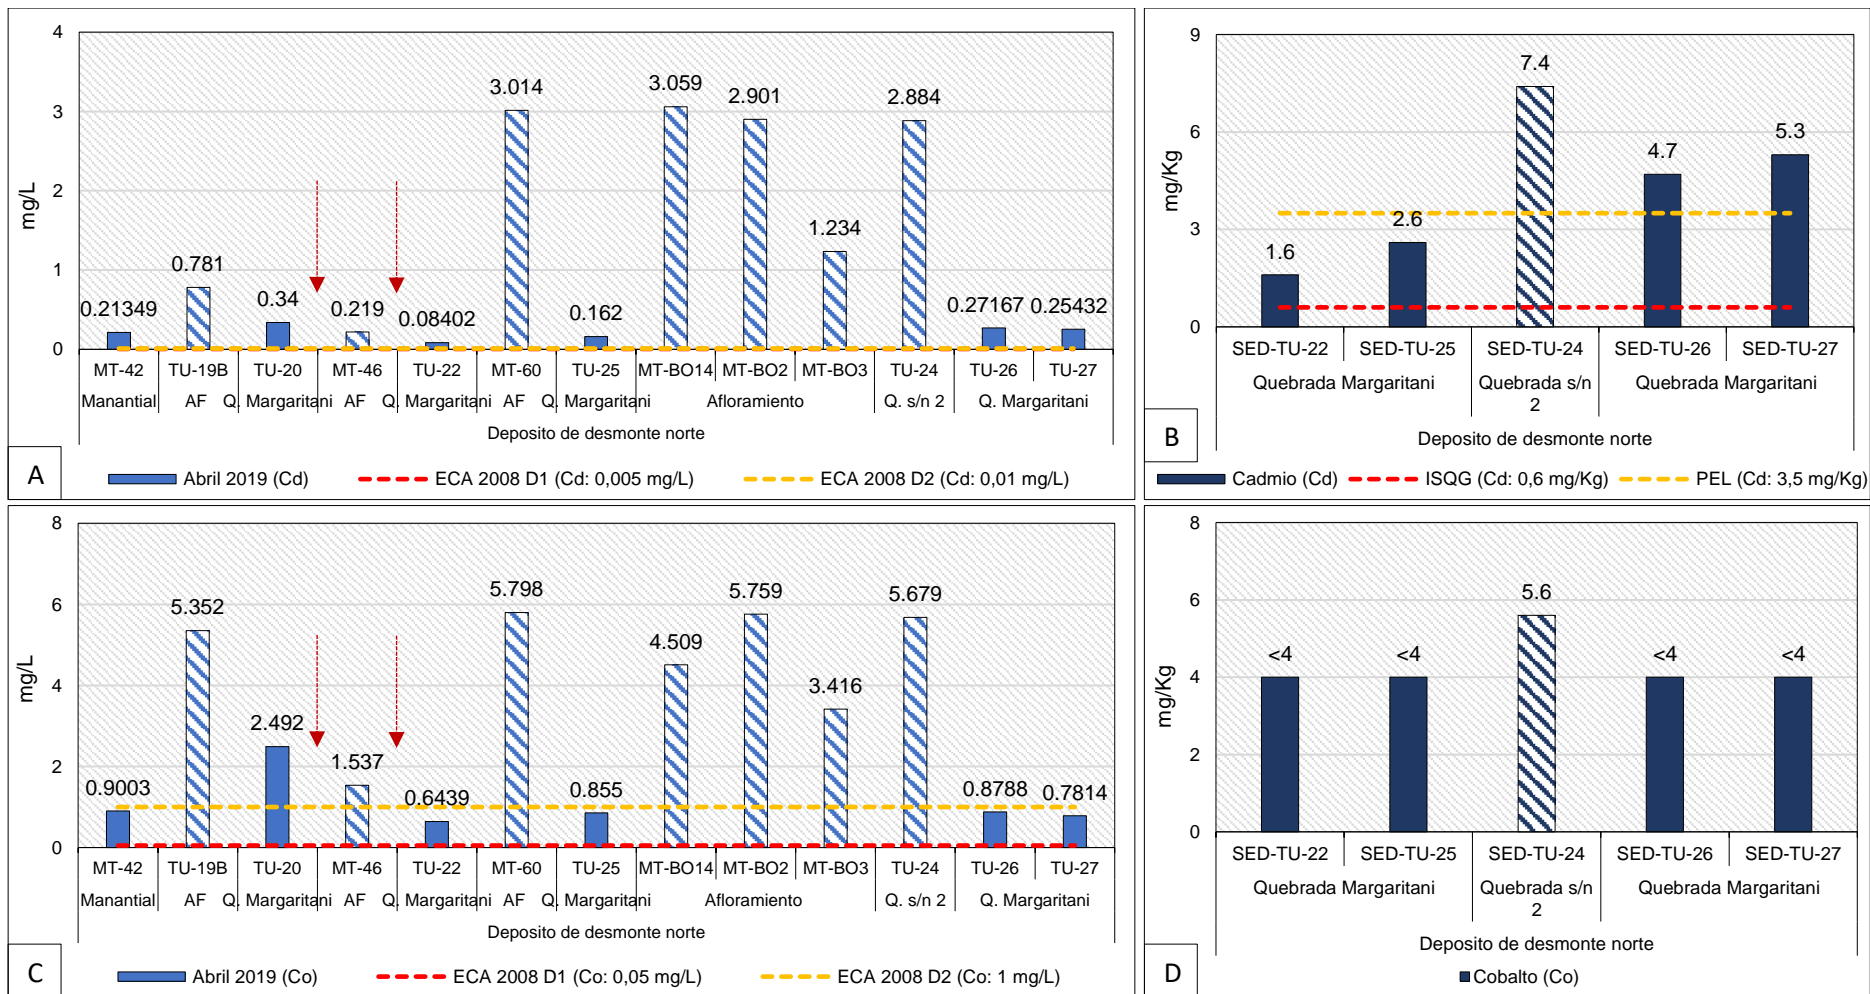 4
3
2
1
0
mg/L
0.21349
0.781
0.34
0.219
0.08402
3.014
0.162
3.059
2.901
1.234
2.884
0.27167
0.25432
MT-42 TU-19B TU-20 MT-46 TU-22 MT-60 TU-25 MT-BO14 MT-BO2 MT-BO3 TU-24 TU-26 TU-27
Manantial AF Q. Margaritani AF Q. Margaritani AF Q. Margaritani Afloramiento Q. s/n 2 Q. Margaritani
Deposito de desmonte norte
A
Abril 2019 (Cd) ECA 2008 D1 (Cd: 0,005 mg/L) ECA 2008 D2 (Cd: 0,01 mg/L)
9
6
3
0
mg/Kg
1.6
2.6
7.4
4.7
5.3
SED-TU-22 SED-TU-25 SED-TU-24 SED-TU-26 SED-TU-27
Quebrada Margaritani Quebrada s/n Quebrada Margaritani
2
Deposito de desmonte norte
B
Cadmio (Cd) ISQG (Cd: 0,6 mg/Kg) PEL (Cd: 3,5 mg/Kg)
8
6
4
2
0
mg/L
0.9003
5.352
2.492
1.537
0.6439
5.798
0.855
4.509
5.759
3.416
5.679
0.8788
0.7814
MT-42 TU-19B TU-20 MT-46 TU-22 MT-60 TU-25 MT-BO14 MT-BO2 MT-BO3 TU-24 TU-26 TU-27
Manantial AF Q. Margaritani AF Q. Margaritani AF Q. Margaritani Afloramiento Q. s/n 2 Q. Margaritani
Deposito de desmonte norte
C
Abril 2019 (Co) ECA 2008 D1 (Co: 0,05 mg/L) ECA 2008 D2 (Co: 1 mg/L)
8
6
4
2
0
mg/Kg
<4
<4
5.6
<4
<4
SED-TU-22 SED-TU-25 SED-TU-24 SED-TU-26 SED-TU-27
Quebrada Margaritani Quebrada s/n Quebrada Margaritani
2
Deposito de desmonte norte
D
Cobalto (Co)